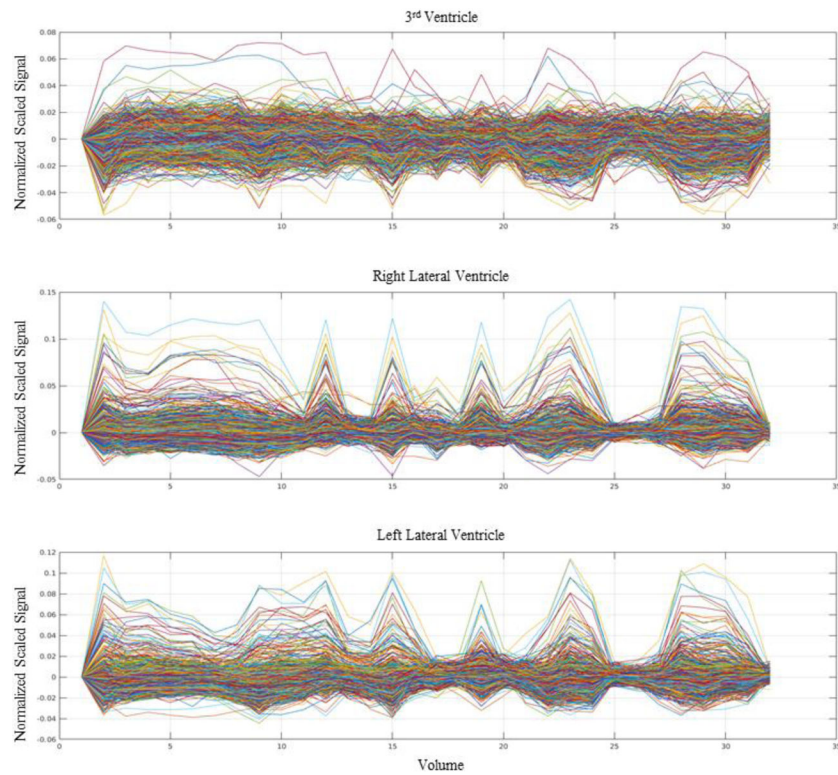 3rd Ventricle
Normalized Scaled Signal
0.08
0.06
0.04
0.02
0
-0.02
-0.04
-0.06
0 5 10 15 20 25 30 35
Right Lateral Ventricle
Normalized Scaled Signal
0.15
0.1
0.05
0
-0.05
0 5 10 15 20 25 30 35
Left Lateral Ventricle
Normalized Scaled Signal
0.12
0.1
0.08
0.06
0.04
0.02
0
-0.02
-0.04
-0.06
0 5 10 15 20 25 30 35
Volume